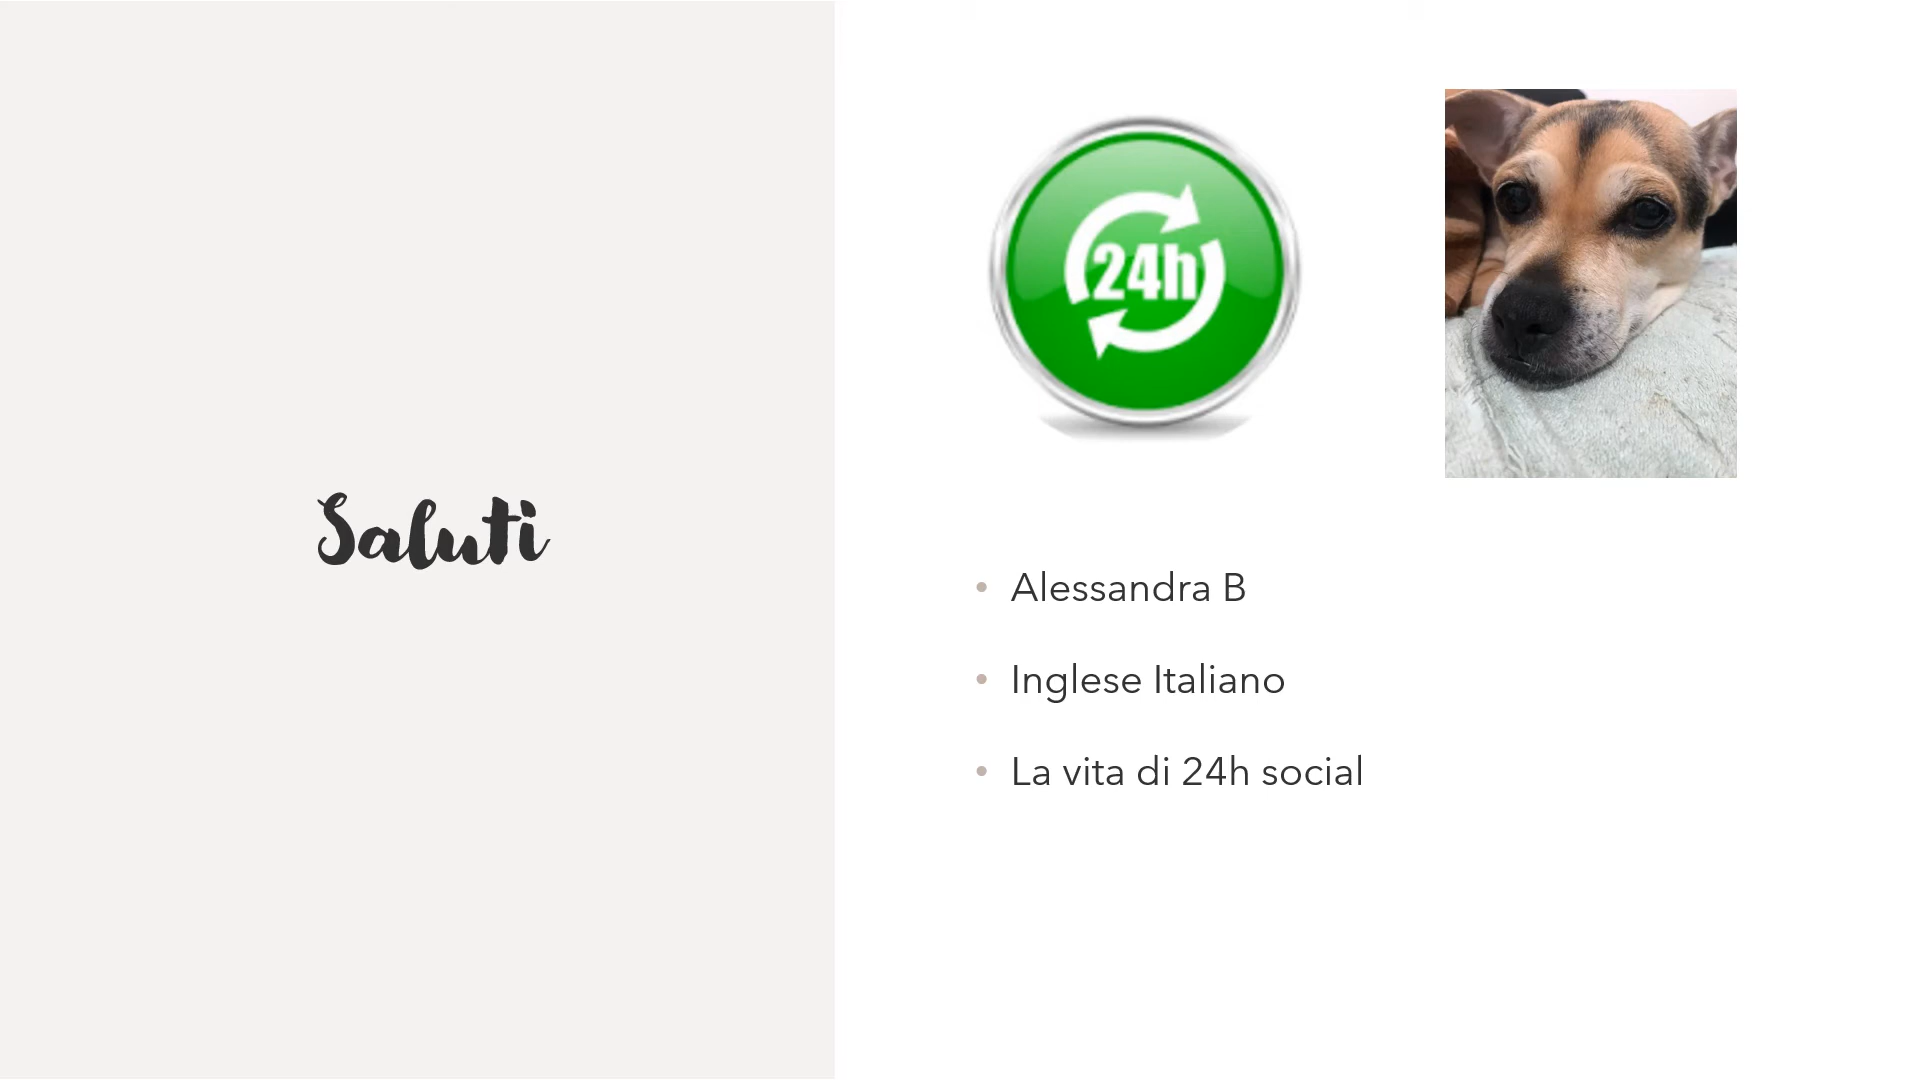 24h
Saluti
Alessandra B
Inglese Italiano
La vita di 24h social